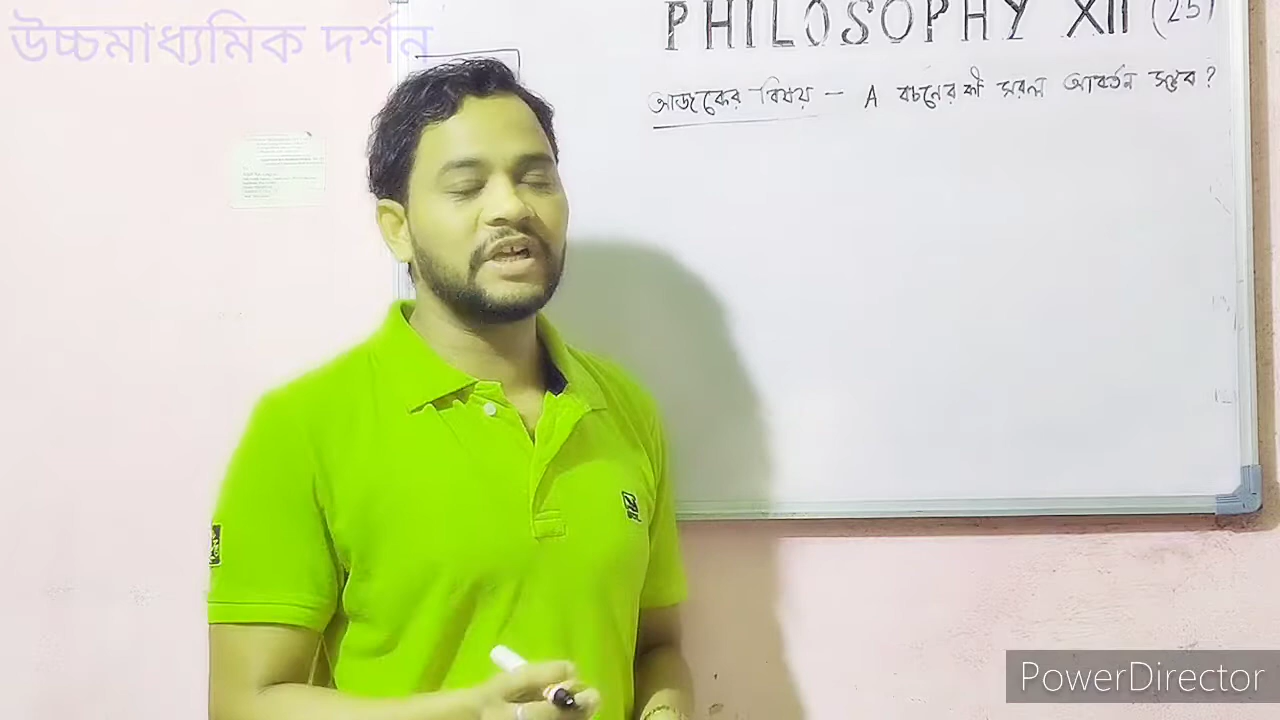 উচ্চমাধ্যমিক দর্শন
PHILOSOPHY XII (25)
আজকের বিষয় – A বচনের কী সরল আবর্তন সম্ভব ?
PowerDirector